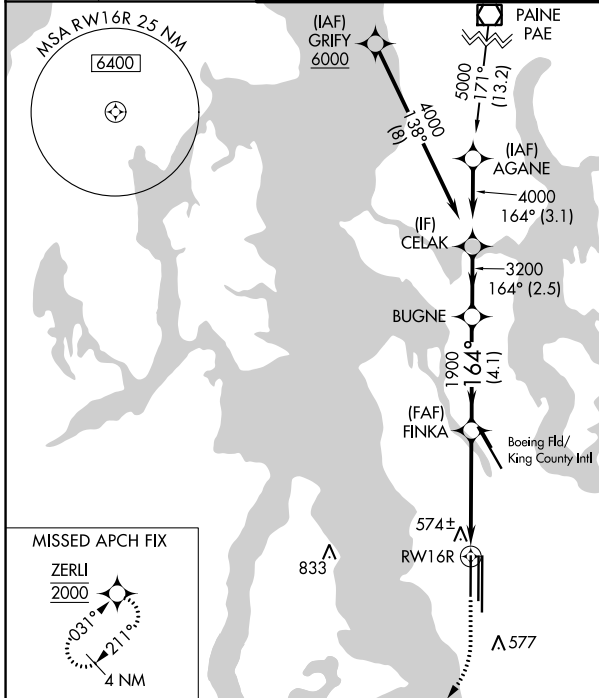 MSA RW16R 25 NM
6400
(IAF)
GRIFY
6000
PAINE
PAE
4000
138°
(8)
5000
171°
(13.2)
(IAF)
AGANE
4000
164° (3.1)
(IF)
CELAK
3200
164° (2.5)
BUGNE
1900
164°
(4.1)
(FAF)
FINKA
Boeing Fld/
King County Intl
574±
RW16R
833
577
MISSED APCH FIX
ZERLI
2000
031°
211°
4 NM